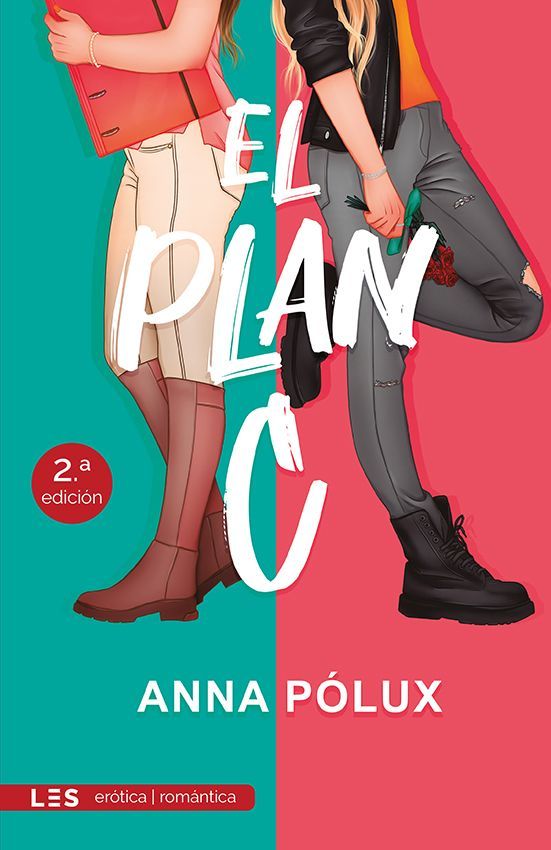 EL
PLAN
C
2.ª
edición
ANNA PÓLUX
LES erótica | romántica